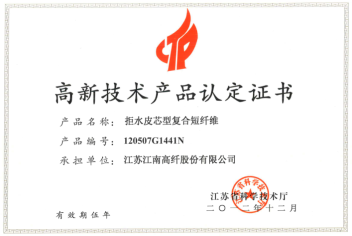 高新技术产品认定证书
产品名称：拒水皮芯型复合短纤维
产品编号：120507G1441N
承担单位：江苏江南高纤股份有限公司
江苏省科学技术厅
二〇一二年十二月
有效期伍年